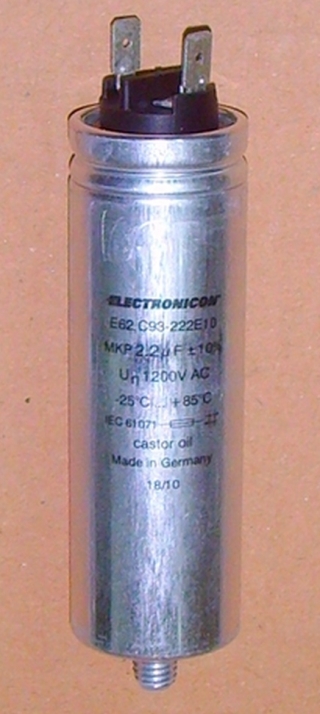 ELECTRONICON
E62.C93-222E10
MKP 2.2µF ±10%
Un 1200V AC
-25°C(...)+85°C
IEC 61071
castor oil
Made in Germany
18/10